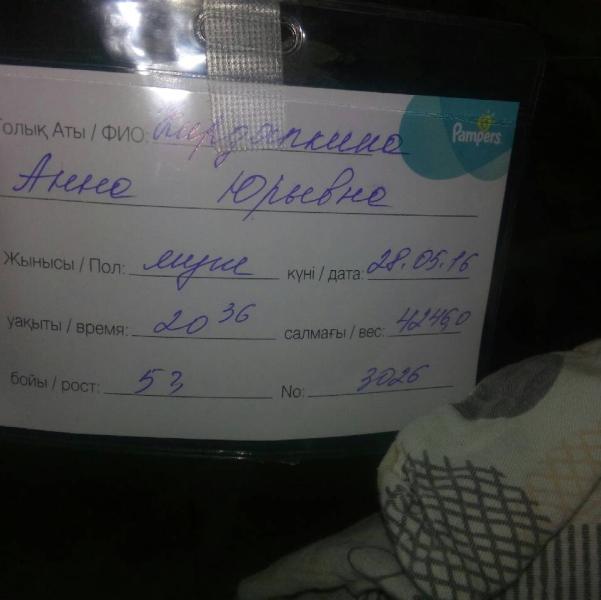 Толық Аты / ФИО:
Pampers
Анна Юрьевна
Жынысы / Пол: муж күні / дата: 28.05.16
уақыты / время: 20 36 салмағы / вес: 4246,0
бойы / рост: 53 No: 3026